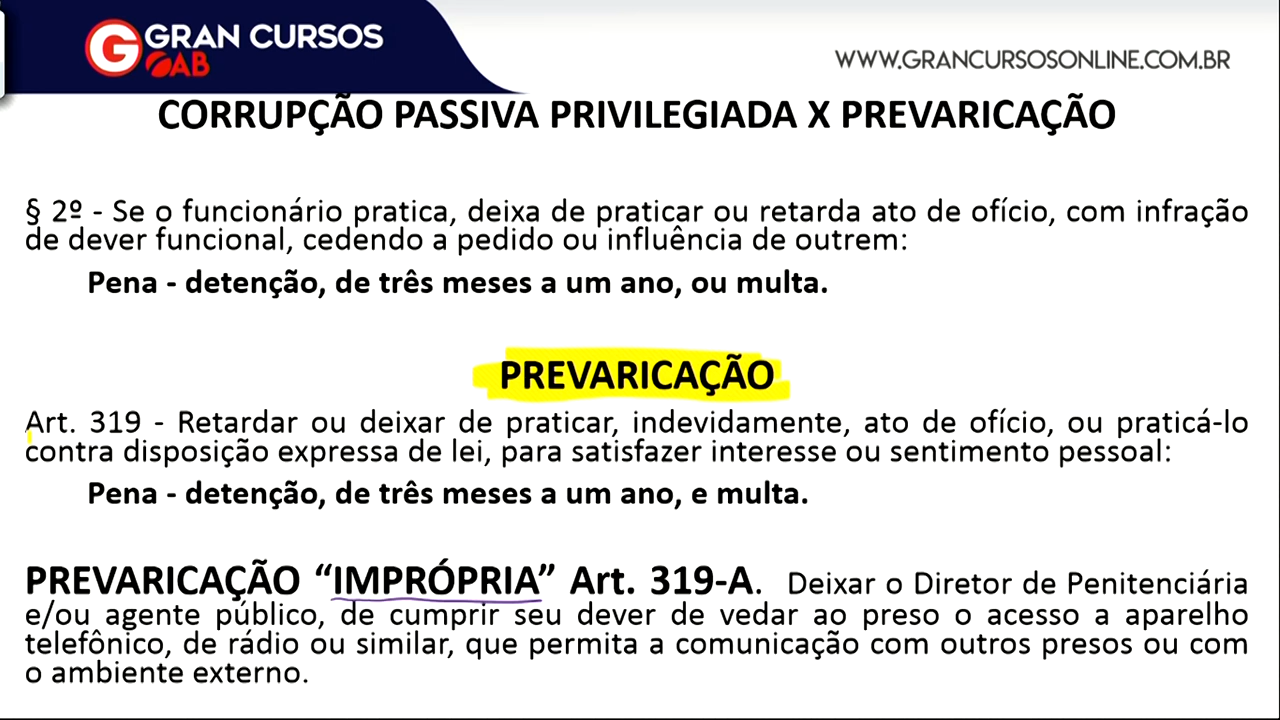 GRAN CURSOS
OAB
WWW.GRANCURSOSONLINE.COM.BR
CORRUPÇÃO PASSIVA PRIVILEGIADA X PREVARICAÇÃO
§ 2º - Se o funcionário pratica, deixa de praticar ou retarda ato de ofício, com infração
de dever funcional, cedendo a pedido ou influência de outrem:
Pena - detenção, de três meses a um ano, ou multa.
PREVARICAÇÃO
Art. 319 - Retardar ou deixar de praticar, indevidamente, ato de ofício, ou praticá-lo
contra disposição expressa de lei, para satisfazer interesse ou sentimento pessoal:
Pena - detenção, de três meses a um ano, e multa.
PREVARICAÇÃO “IMPRÓPRIA” Art. 319-A. Deixar o Diretor de Penitenciária
e/ou agente público, de cumprir seu dever de vedar ao preso o acesso a aparelho
telefônico, de rádio ou similar, que permita a comunicação com outros presos ou com
o ambiente externo.